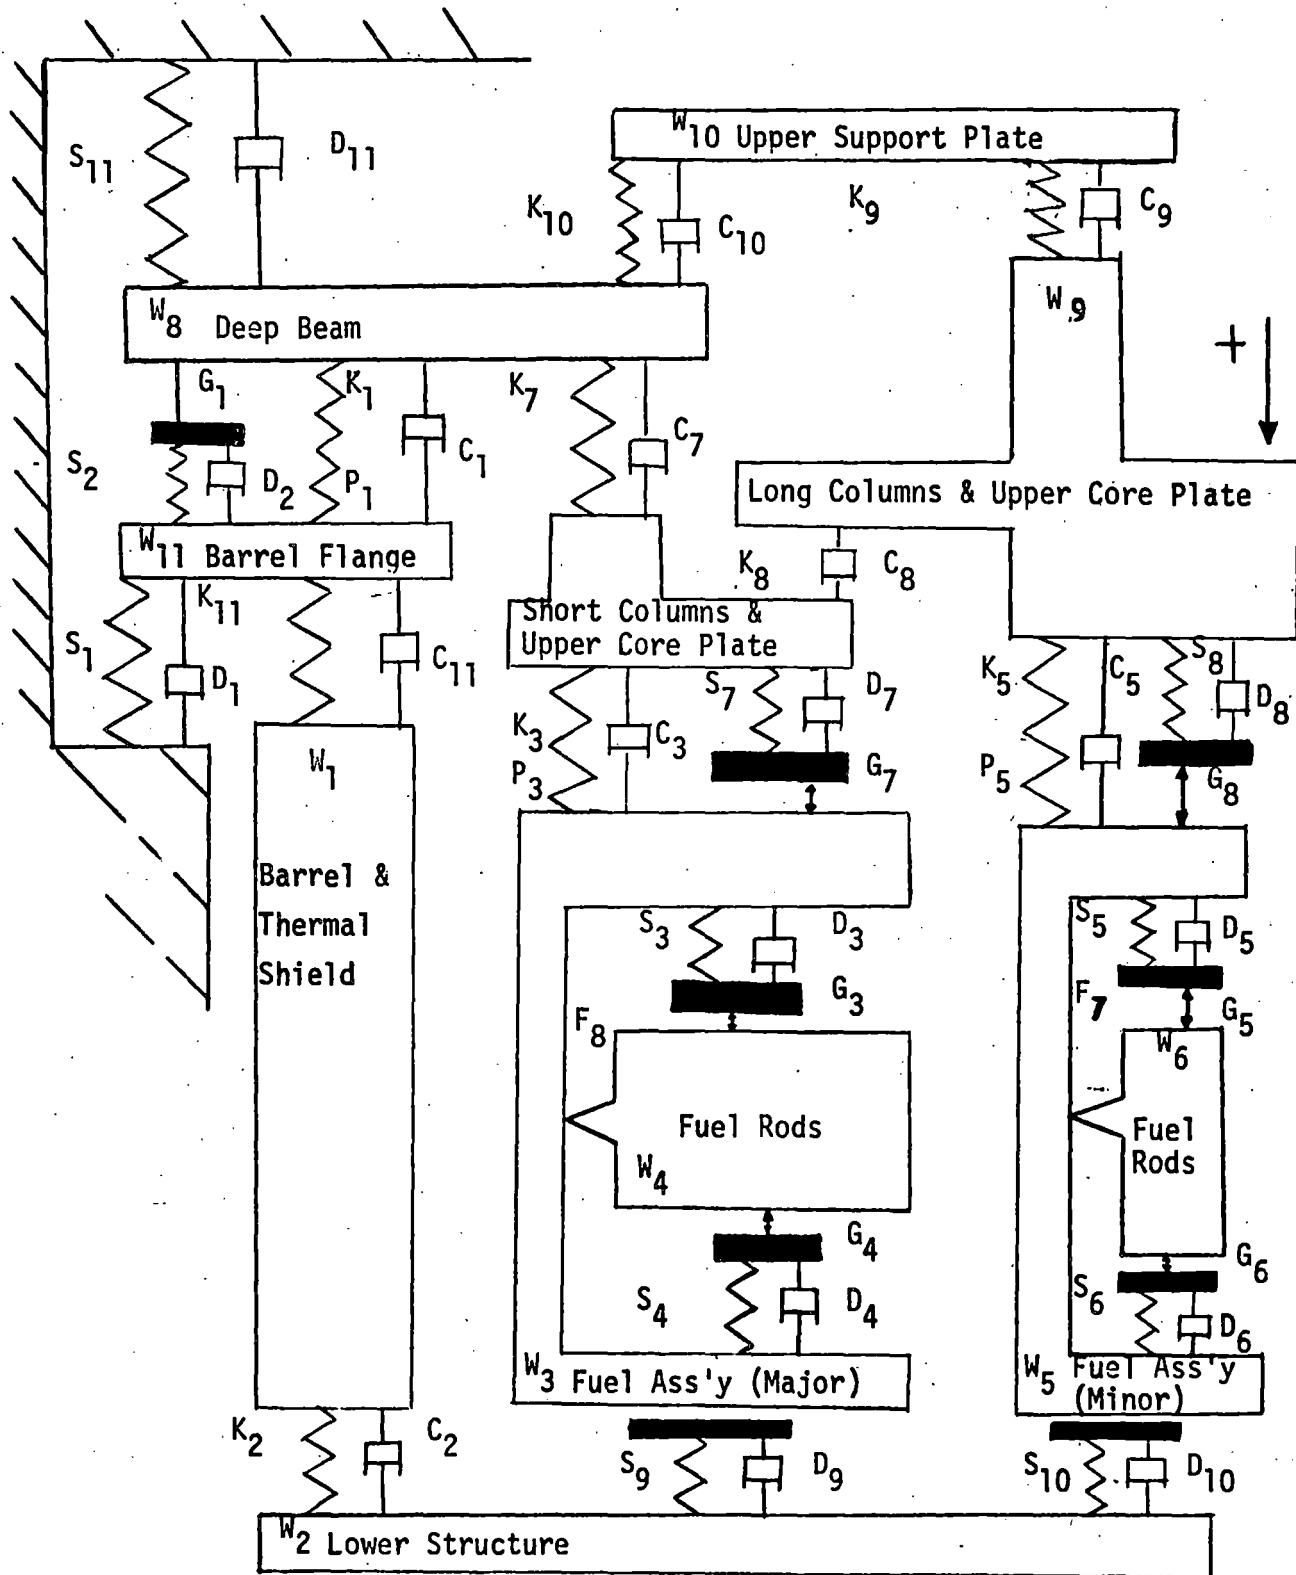 W10 Upper Support Plate
S11
D11
K10
C10
K9
C9
W9
W8 Deep Beam
+
G1
K1
K7
C7
C1
S2
D2
P1
Long Columns & Upper Core Plate
W11 Barrel Flange
K8
C8
K11
Short Columns &
Upper Core Plate
S1
D1
C11
K5
C5
S8
D8
S7
D7
K3
C3
P3
G7
P5
G8
W1
Barrel &
Thermal
Shield
S3
D3
G3
S5
D5
F8
F7
G5
W6
Fuel Rods
W4
Fuel
Rods
G4
G6
S4
D4
S6
D6
W3 Fuel Ass'y (Major)
W5 Fuel Ass'y
(Minor)
K2
C2
S9
D9
S10
D10
W2 Lower Structure